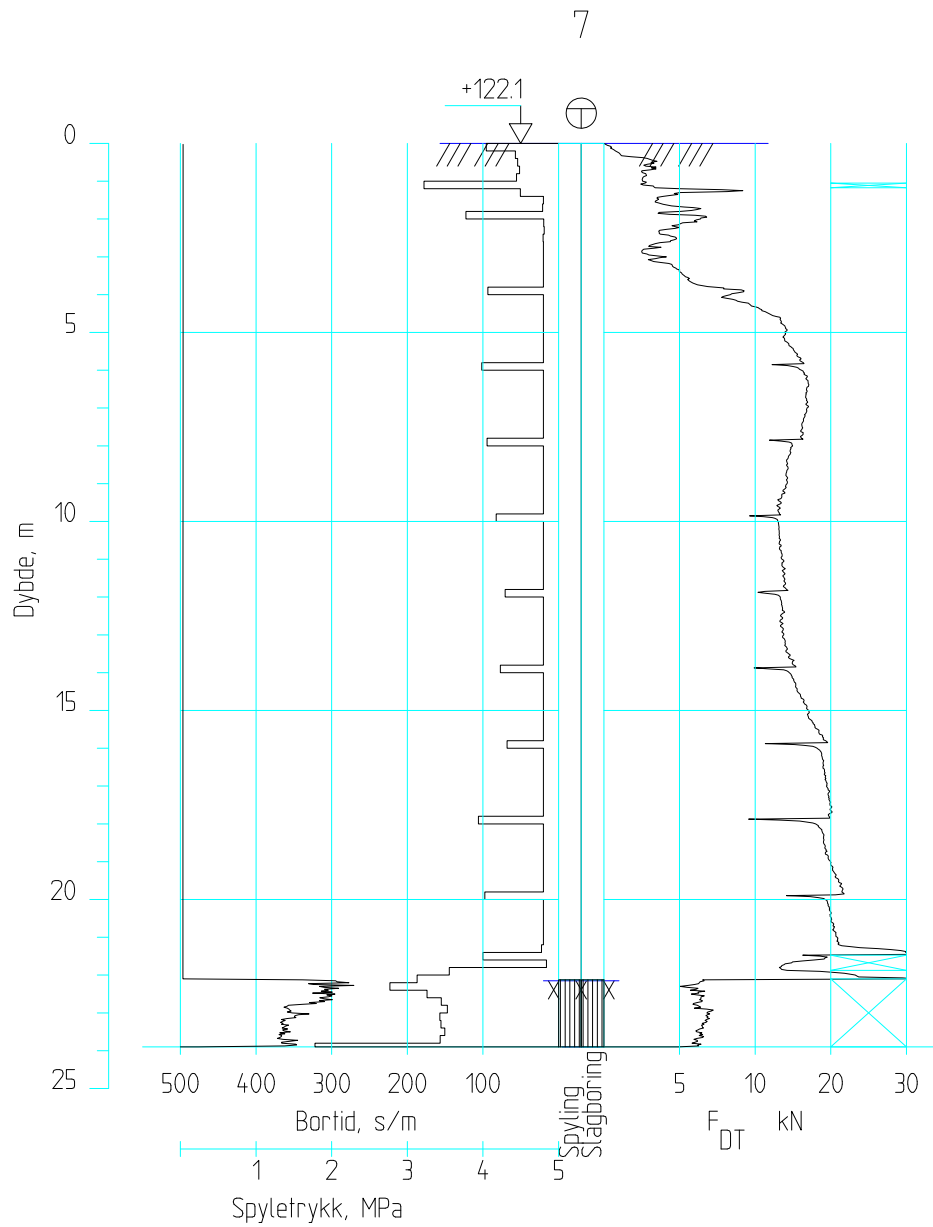 7
+122.1
0
5
10
15
20
25
Dybde, m
500 400 300 200 100
5 10 20 30
Bortid, s/m
Spyling
Slagboring
F DT kN
1 2 3 4 5
Spyletrykk, MPa